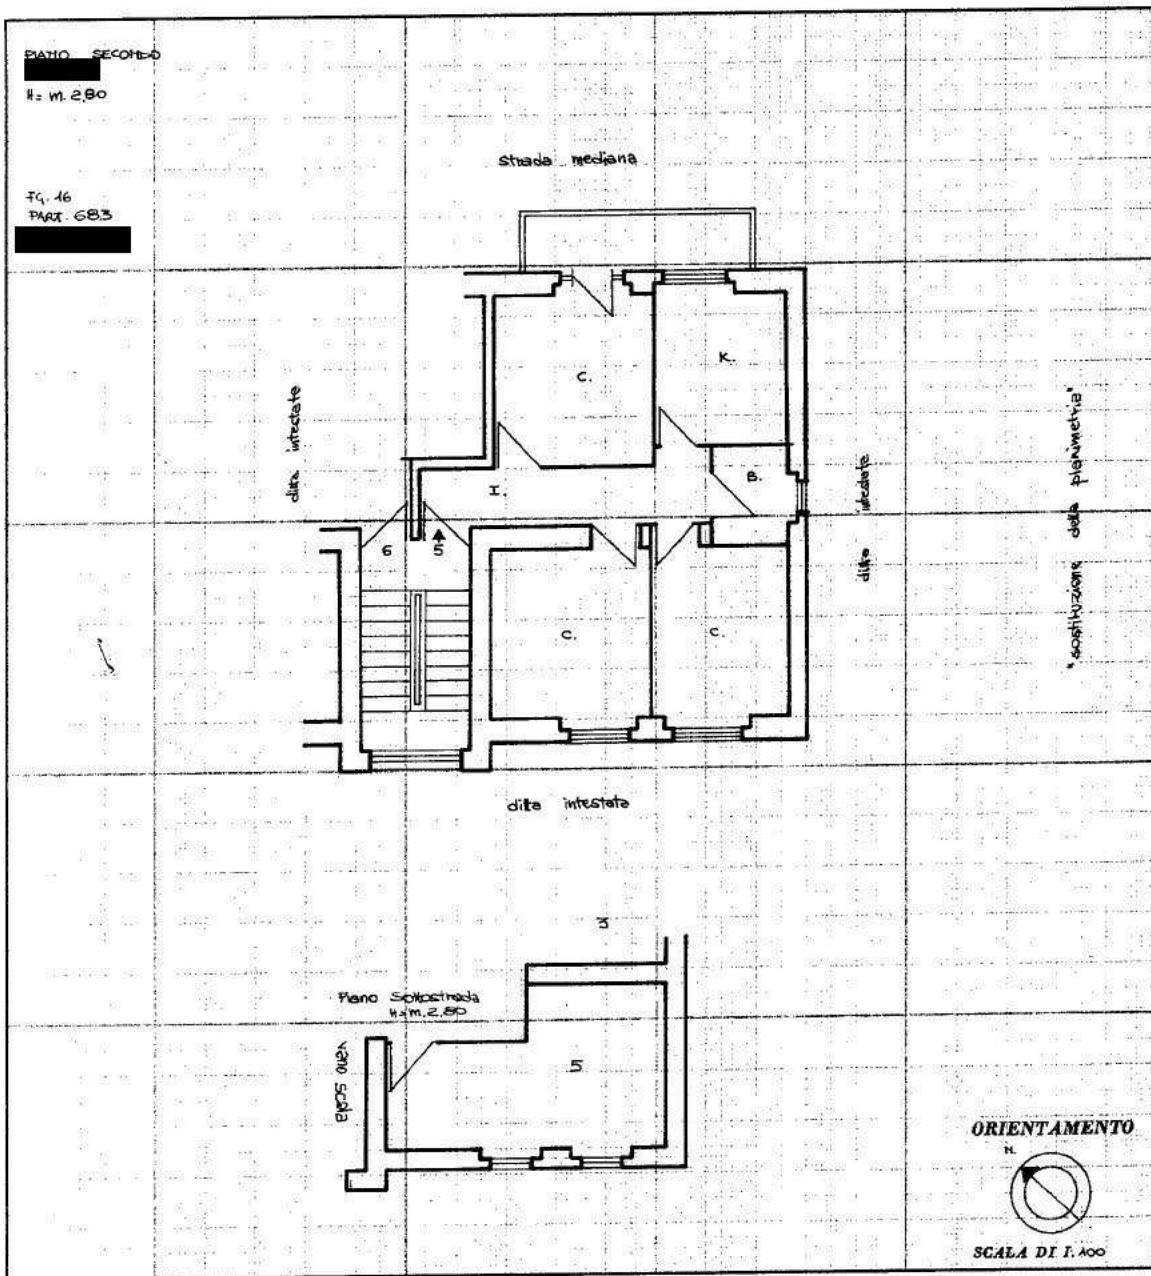 PIANO SECONDO
H= m. 2,80
FG. 16
PART. 683
strada mediana
ditta intestate
C.
K.
I.
B.
6
5
C.
C.
ditta intestata
"sostituzione della planimetria"
ditta intestata
3
Piano Sottostrada
H= m. 2.80
vano scala
5
ORIENTAMENTO
N.
SCALA DI 1: 100